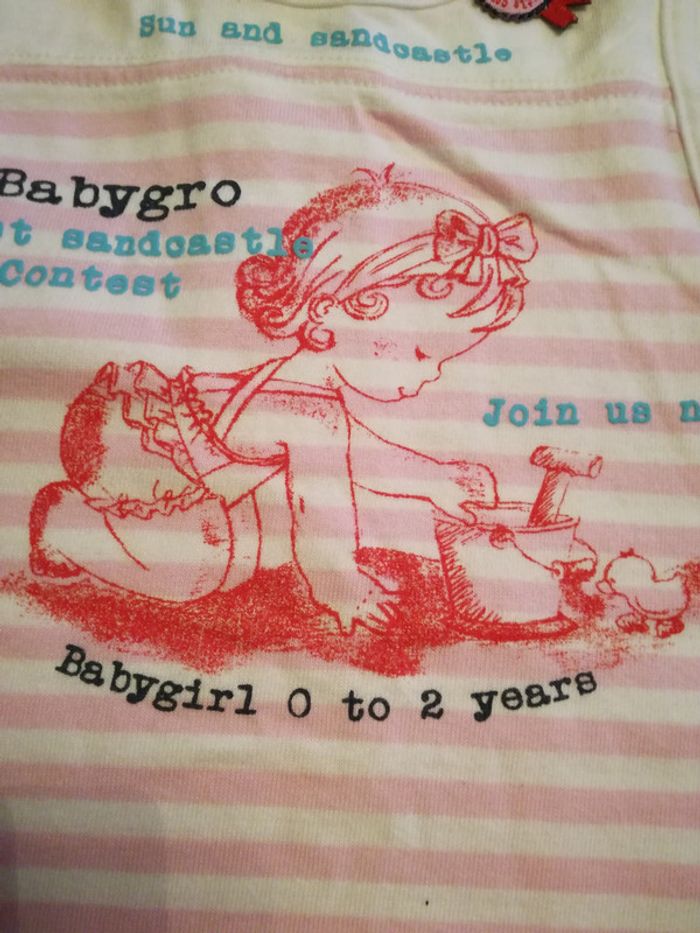 sun and sandcastle
Babygro
t sandcastle
Contest
Join us
Babygirl 0 to 2 years